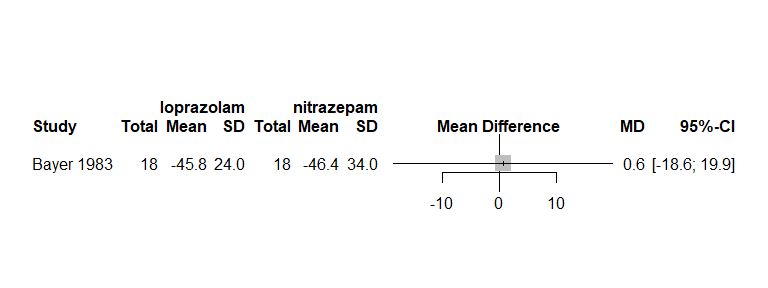 loprazolam nitrazepam
Study Total Mean SD Total Mean SD Mean Difference MD 95%-CI
Bayer 1983 18 -45.8 24.0 18 -46.4 34.0 0.6 [-18.6; 19.9]
-10 0 10